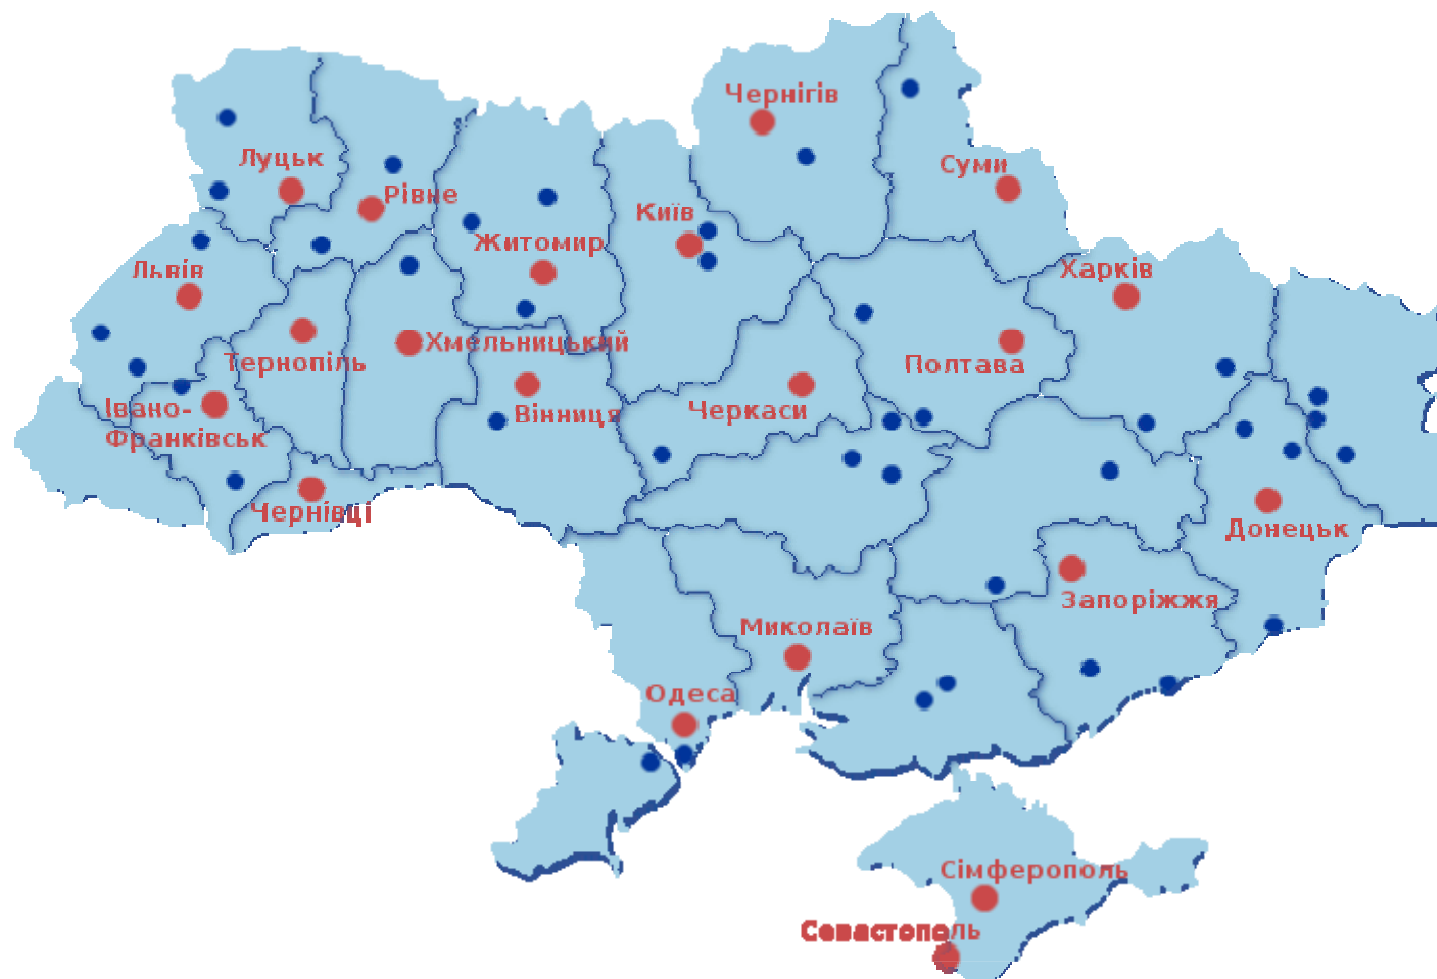 Чернігів
Луцьк
Суми
Рівне
Київ
Житомир
Львів
Харків
Хмельницький
Тернопіль
Полтава
Івано-
Франківськ
Вінниця
Черкаси
Чернівці
Донецьк
Запоріжжя
Миколаїв
Одеса
Сімферополь
Севастополь